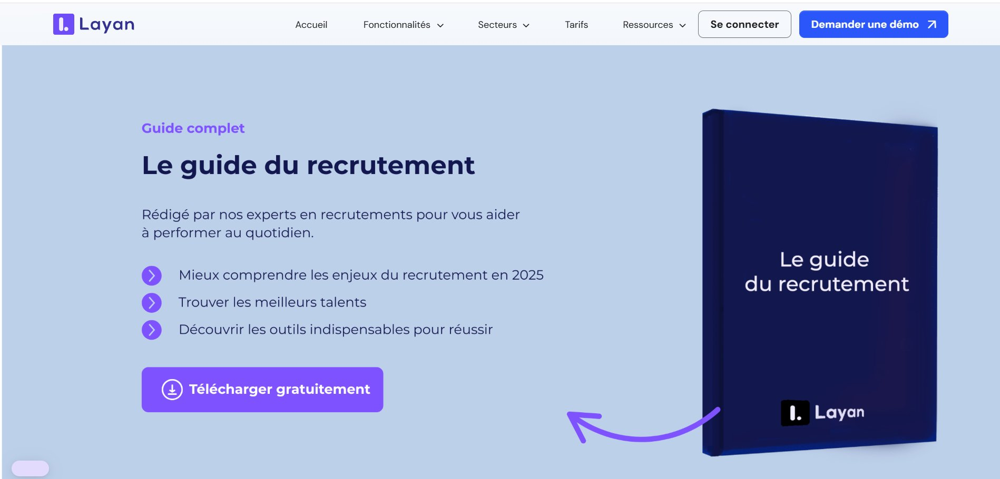 Layan
Accueil
Fonctionnalités
Secteurs
Tarifs
Ressources
Se connecter
Demander une démo
Guide complet
Le guide du recrutement
Rédigé par nos experts en recrutements pour vous aider
à performer au quotidien.
Mieux comprendre les enjeux du recrutement en 2025
Trouver les meilleurs talents
Découvrir les outils indispensables pour réussir
Télécharger gratuitement
Le guide
du recrutement
Layan